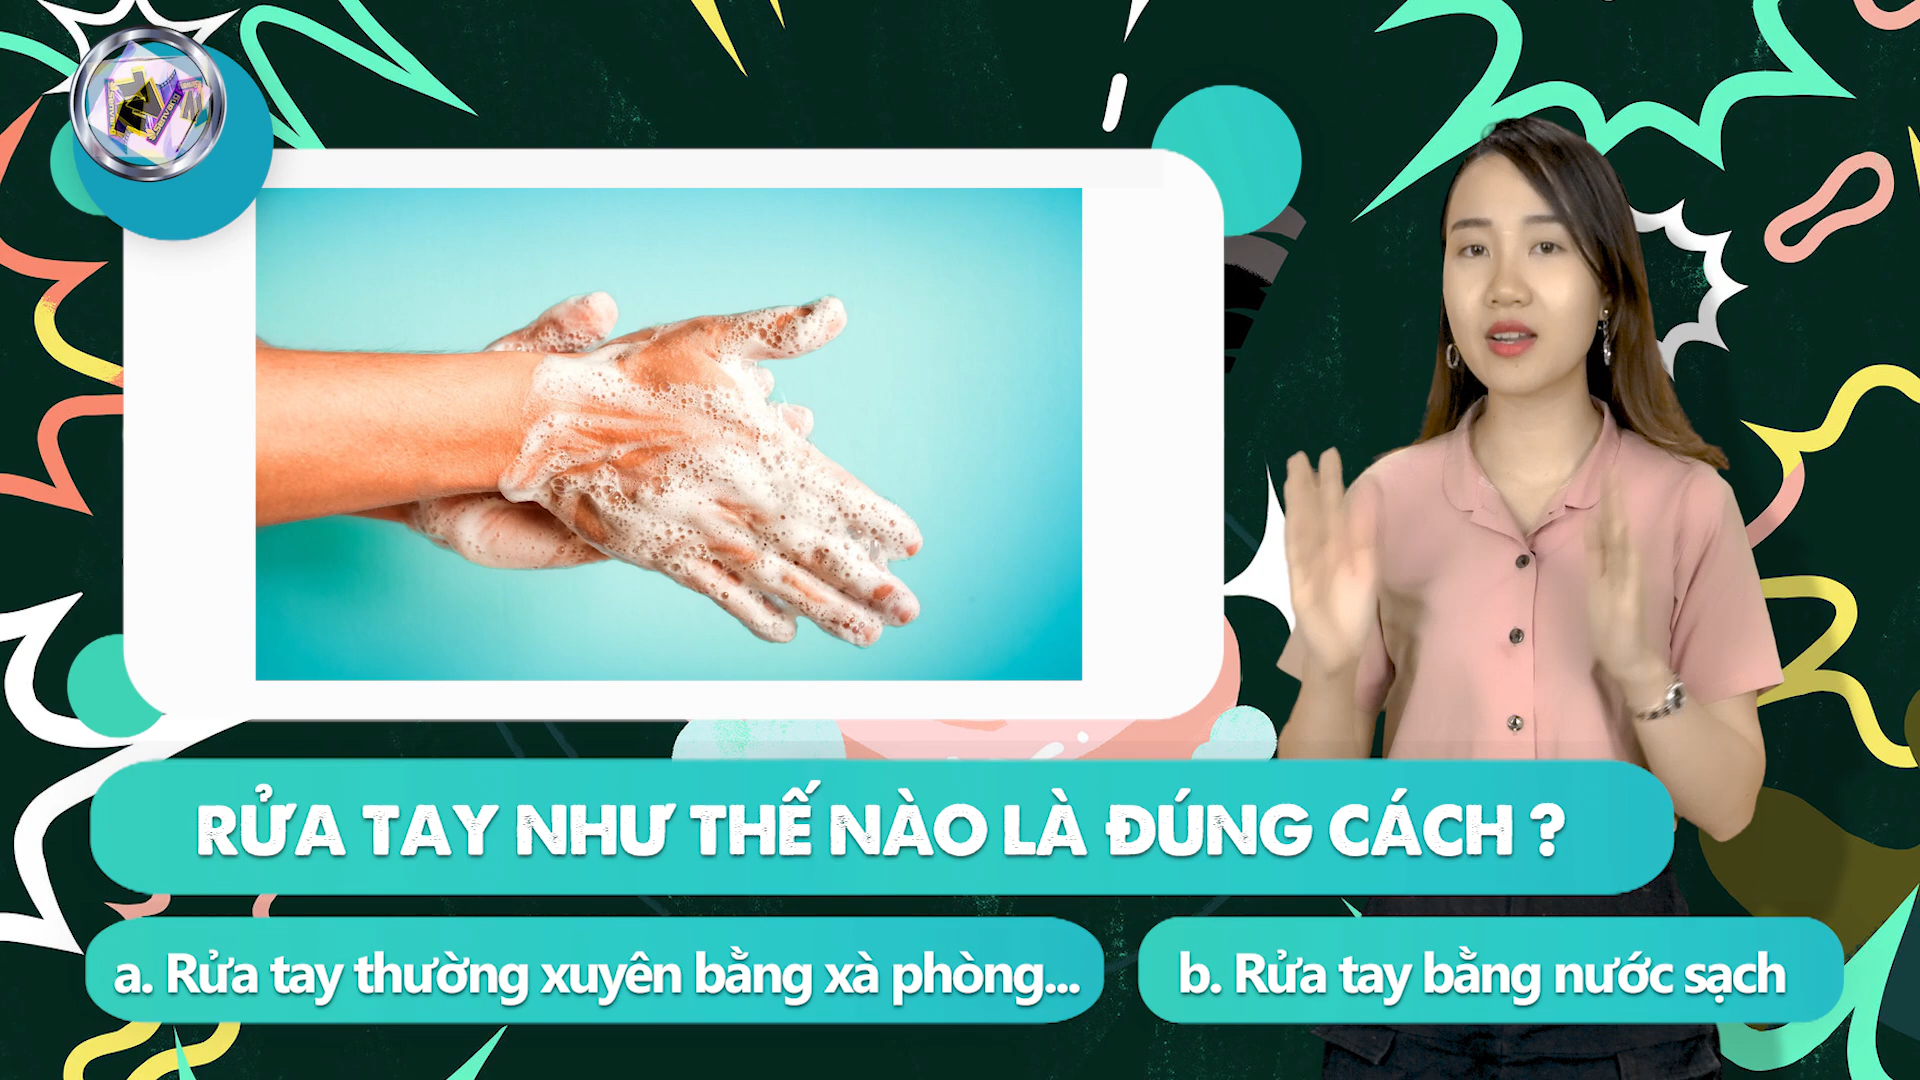 Senvang
RỬA TAY NHƯ THẾ NÀO LÀ ĐÚNG CÁCH ?
a. Rửa tay thường xuyên bằng xà phòng...
b. Rửa tay bằng nước sạch